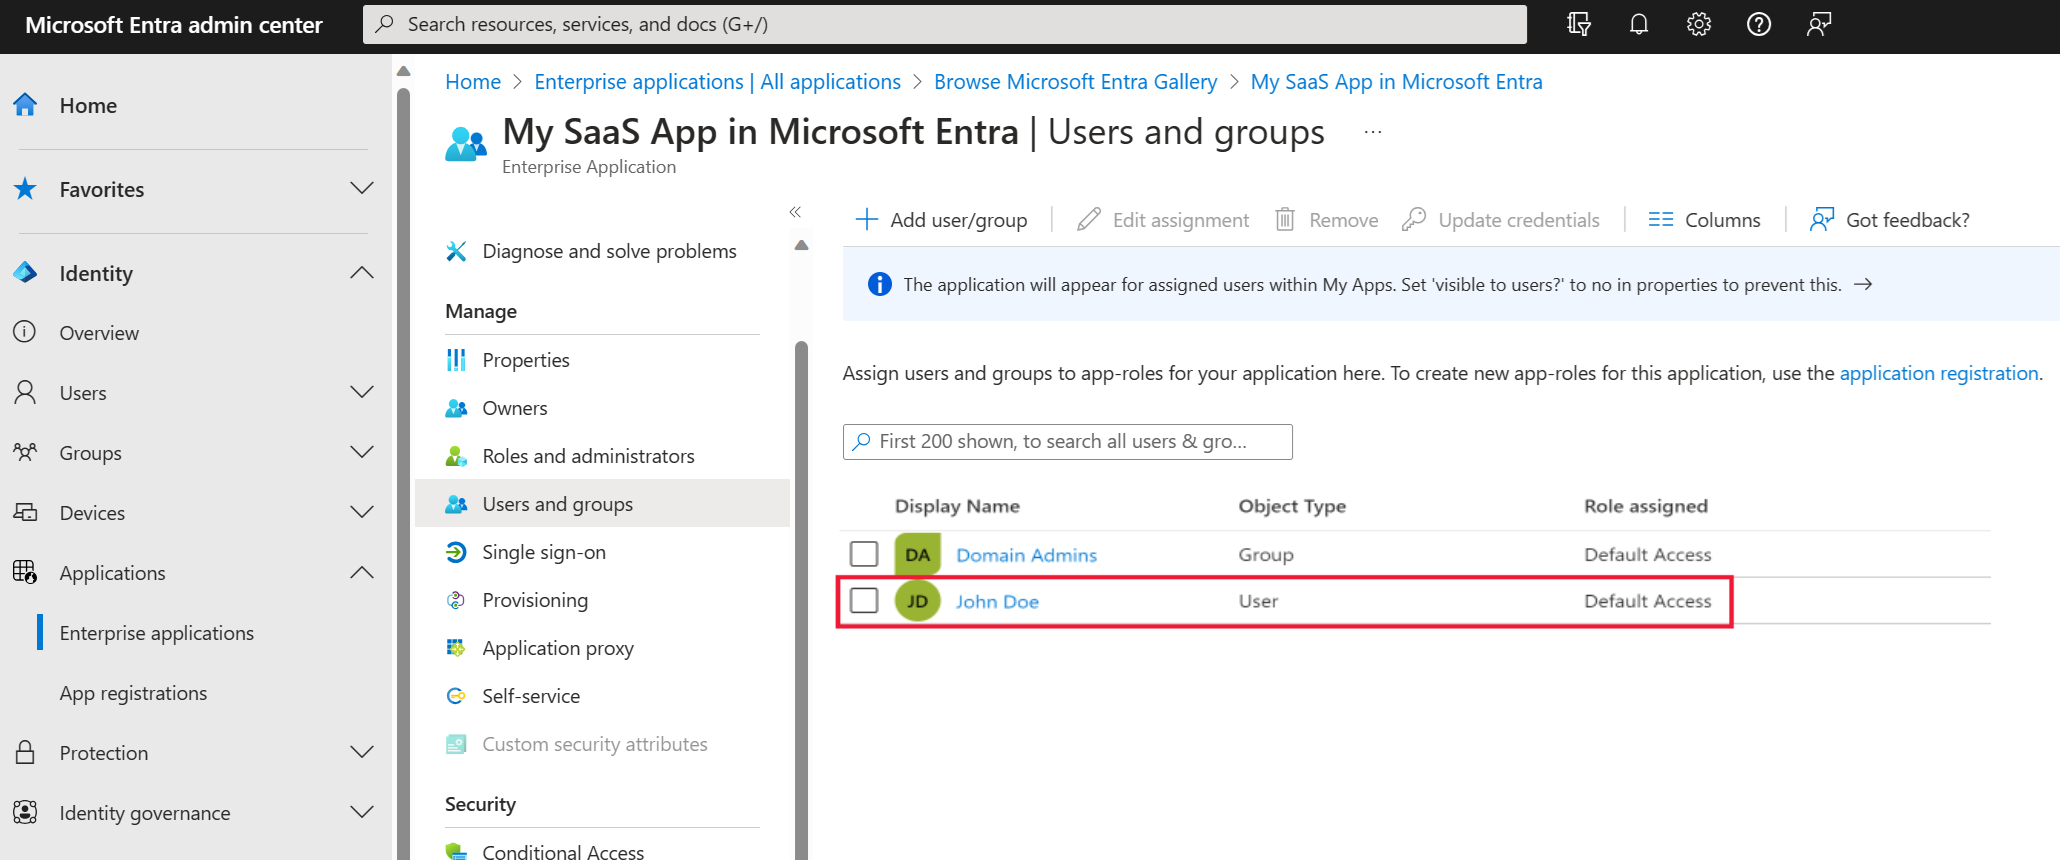 Microsoft Entra admin center
Search resources, services, and docs (G+/)
Home
Favorites
Identity
Overview
Users
Groups
Devices
Applications
Enterprise applications
App registrations
Protection
Identity governance
Home > Enterprise applications | All applications > Browse Microsoft Entra Gallery > My SaaS App in Microsoft Entra
My SaaS App in Microsoft Entra | Users and groups ...
Enterprise Application
Diagnose and solve problems
Manage
Properties
Owners
Roles and administrators
Users and groups
Single sign-on
Provisioning
Application proxy
Self-service
Custom security attributes
Security
Conditional Access
Add user/group Edit assignment Remove Update credentials Columns Got feedback?
The application will appear for assigned users within My Apps. Set 'visible to users?' to no in properties to prevent this. →
Assign users and groups to app-roles for your application here. To create new app-roles for this application, use the application registration.
First 200 shown, to search all users & gro...
Display Name Object Type Role assigned
DA Domain Admins Group Default Access
JD John Doe User Default Access